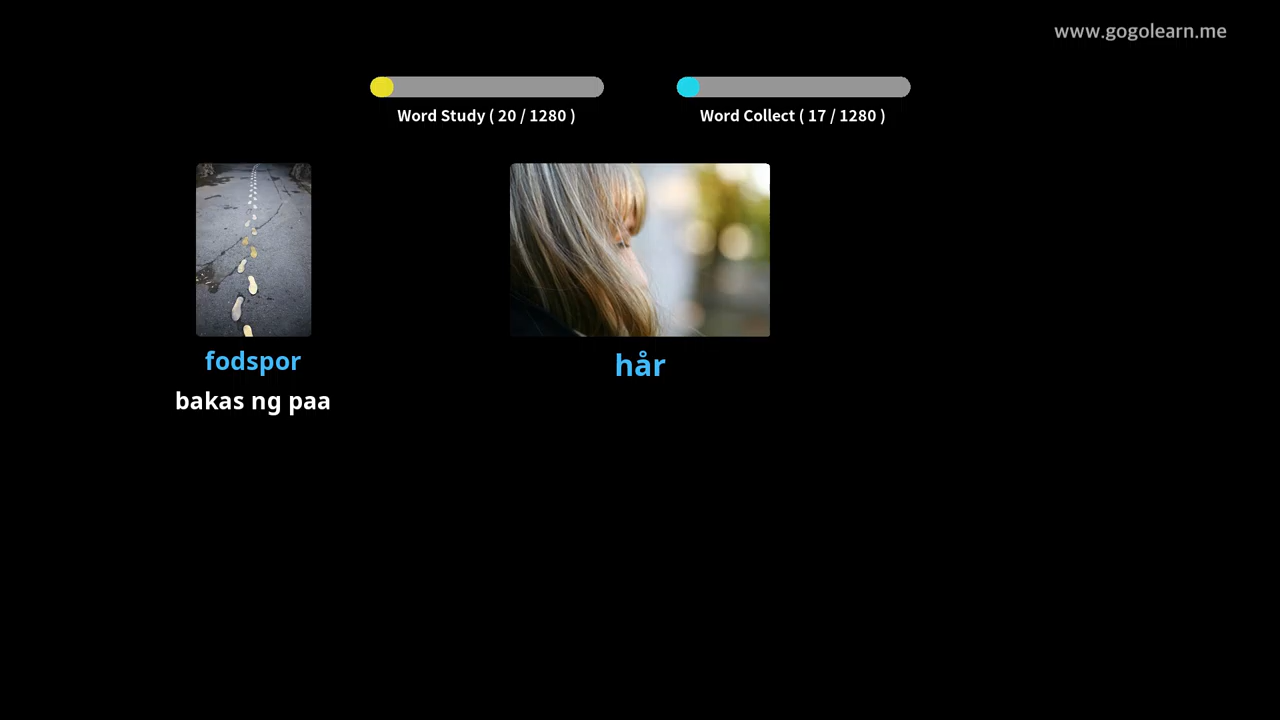 www.gogolearn.me
Word Study ( 20 / 1280 )
Word Collect ( 17 / 1280 )
fodspor
bakas ng paa
hår